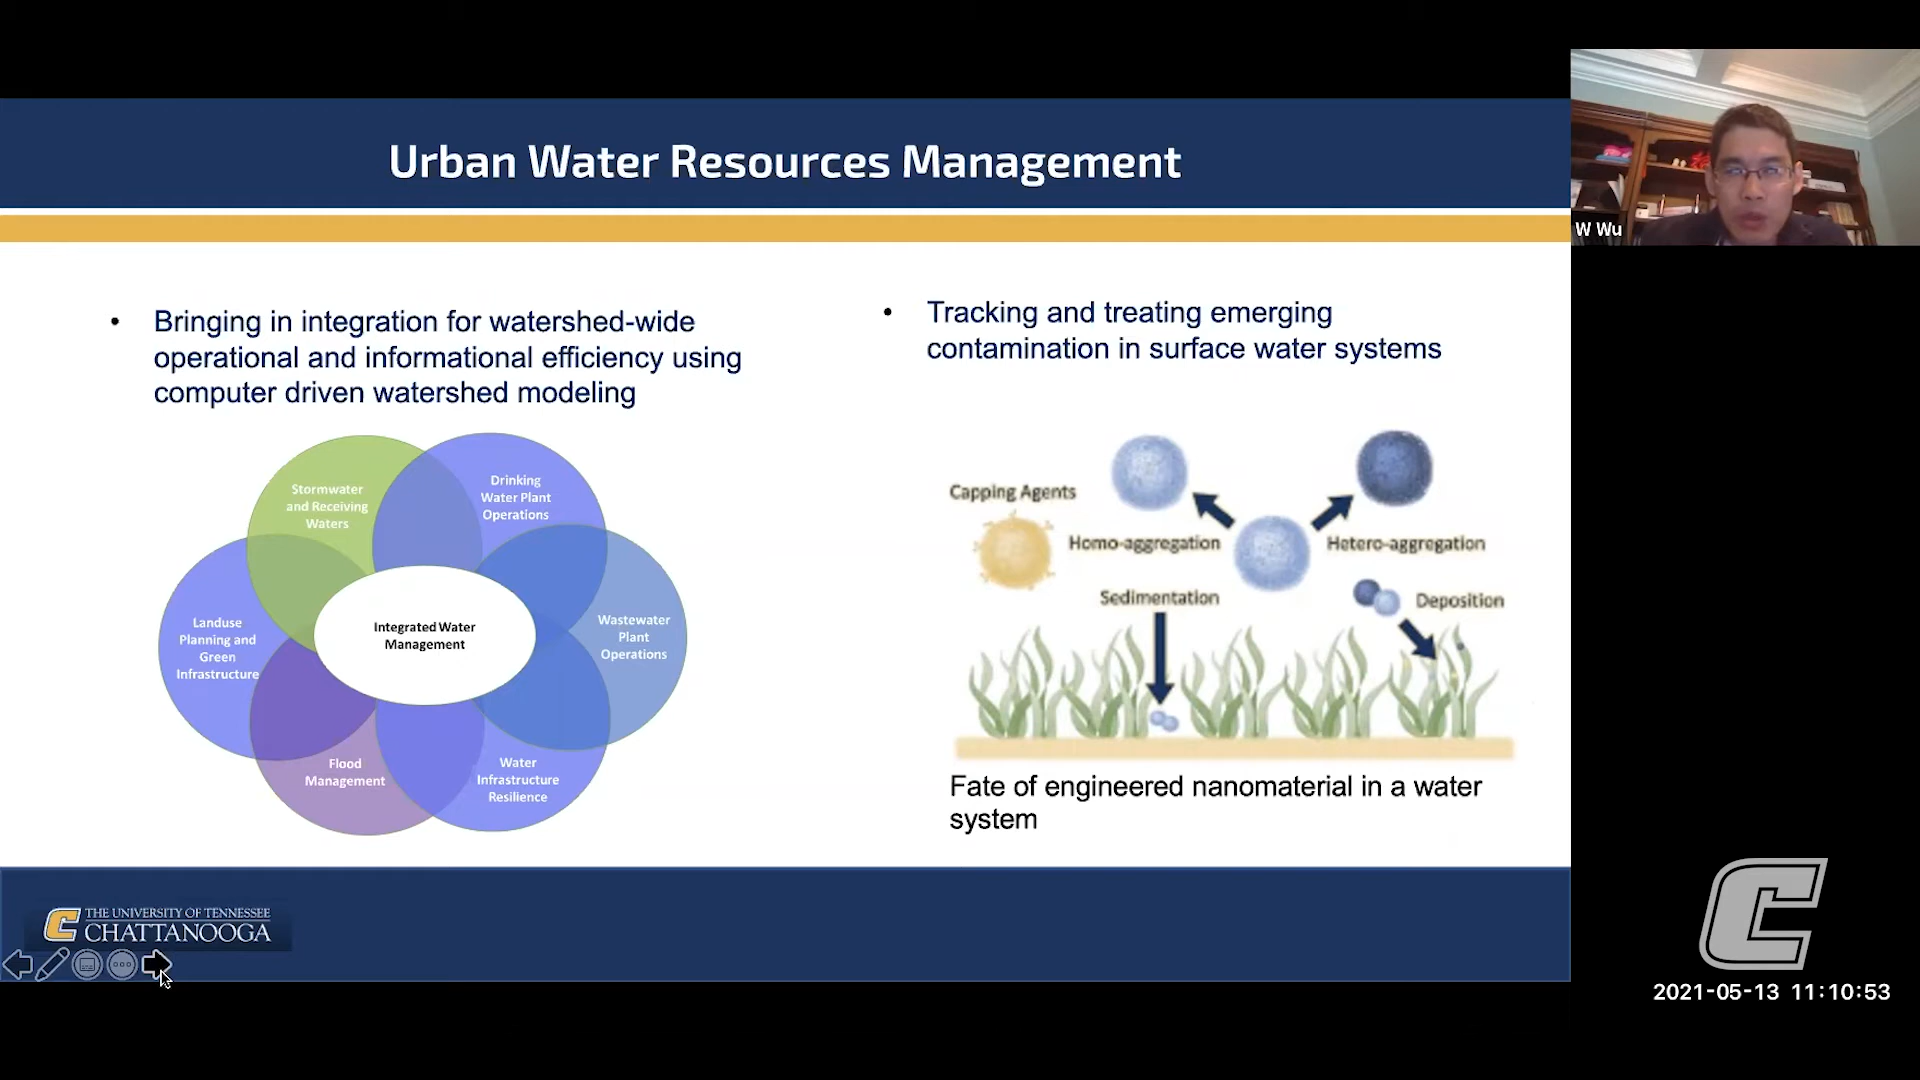 Urban Water Resources Management
W Wu
• Bringing in integration for watershed-wide
operational and informational efficiency using
computer driven watershed modeling
Stormwater
and Receiving
Waters
Drinking
Water Plant
Operations
Landuse
Planning and
Green
Infrastructure
Integrated Water
Management
Wastewater
Plant
Operations
Flood
Management
Water
Infrastructure
Resilience
• Tracking and treating emerging
contamination in surface water systems
Capping Agents
Homo-aggregation
Hetero-aggregation
Sedimentation
Deposition
Fate of engineered nanomaterial in a water
system
C THE UNIVERSITY OF TENNESSEE
CHATTANOOGA
C
2021-05-13 11:10:53